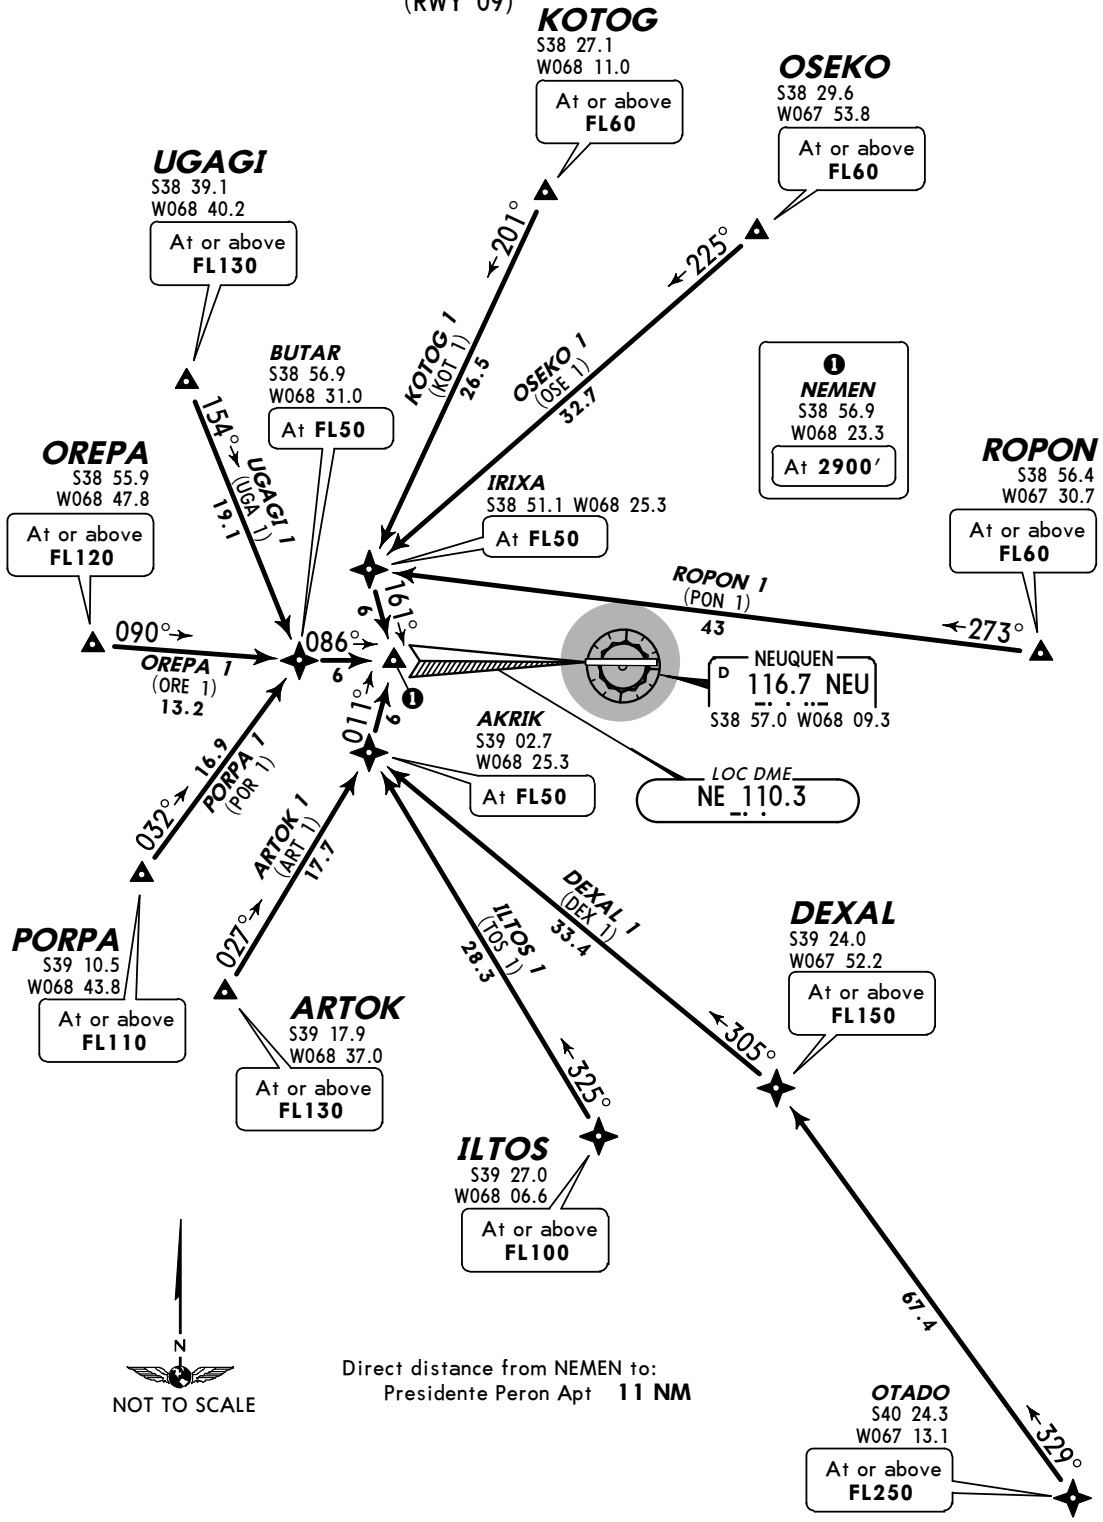 (RWY 09)
KOTOG
S38 27.1
W068 11.0
At or above
FL60
OSEKO
S38 29.6
W067 53.8
At or above
FL60
UGAGI
S38 39.1
W068 40.2
At or above
FL130
←201°
←225°
KOTOG 1
(KOT 1)
26.5
OSEKO 1
(OSE 1)
32.7
BUTAR
S38 56.9
W068 31.0
At FL50
1
NEMEN
S38 56.9
W068 23.3
At 2900'
154°→
UGAGI 1
(UGA 1)
19.1
OREPA
S38 55.9
W068 47.8
At or above
FL120
ROPON
S38 56.4
W067 30.7
At or above
FL60
IRIXA
S38 51.1 W068 25.3
At FL50
ROPON 1
(PON 1)
43
←273°
161°→
6
090°→
OREPA 1
(ORE 1)
13.2
086°→
6
1
NEUQUEN
D 116.7 NEU
S38 57.0 W068 09.3
011°→
6
AKRIK
S39 02.7
W068 25.3
At FL50
LOC DME
NE 110.3
032°→
16.9
PORPA 1
(POR 1)
ARTOK 1
(ART 1)
17.7
027°→
ILTOS 1
(TOS 1)
28.3
DEXAL 1
(DEX 1)
33.4
PORPA
S39 10.5
W068 43.8
At or above
FL110
DEXAL
S39 24.0
W067 52.2
At or above
FL150
ARTOK
S39 17.9
W068 37.0
At or above
FL130
←325°
←305°
ILTOS
S39 27.0
W068 06.6
At or above
FL100
67.4
N
NOT TO SCALE
Direct distance from NEMEN to:
Presidente Peron Apt 11 NM
OTADO
S40 24.3
W067 13.1
At or above
FL250
←329°